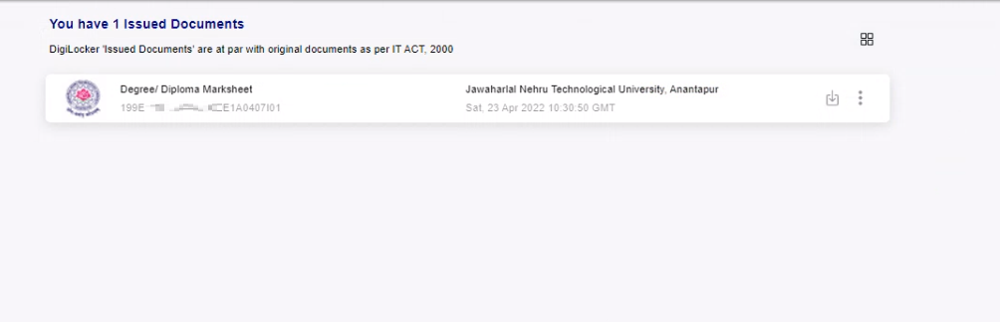 You have 1 Issued Documents
DigiLocker 'Issued Documents' are at par with original documents as per IT ACT, 2000
Degree/ Diploma Marksheet
Jawaharlal Nehru Technological University, Anantapur
199E E1A0407I01
Sat, 23 Apr 2022 10:30:50 GMT